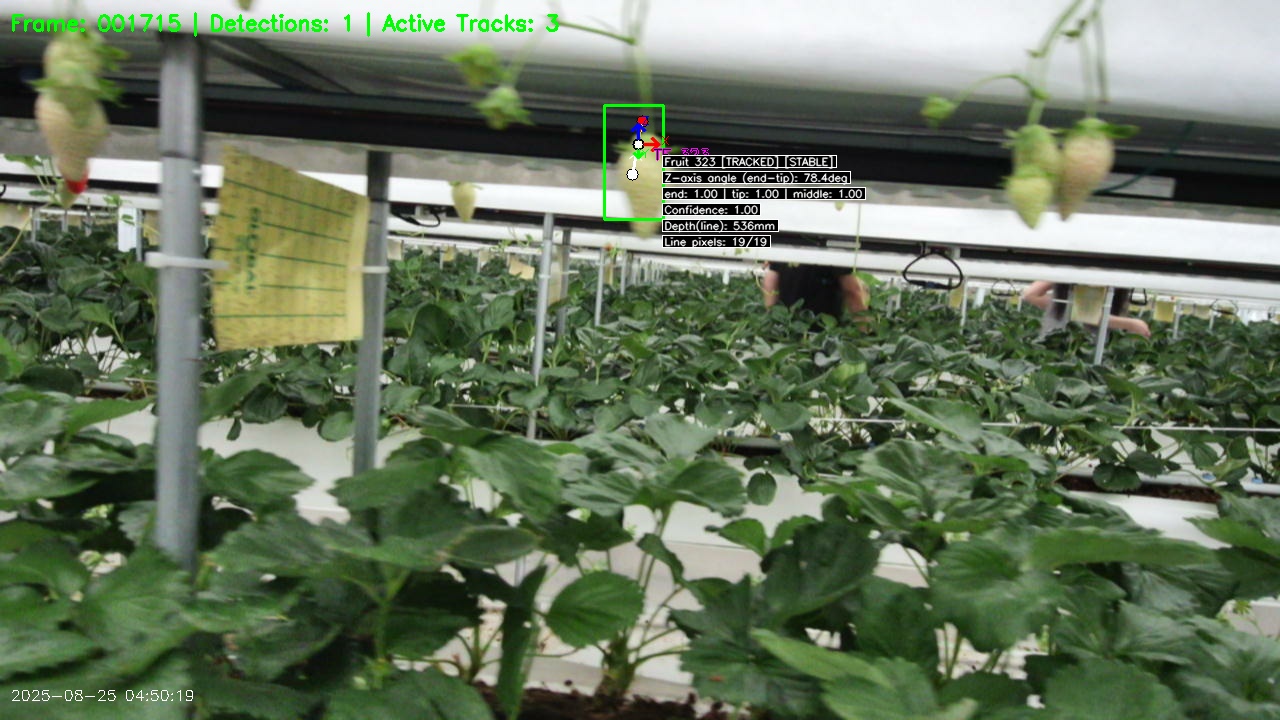 Frame: 001715 | Detections: 1 | Active Tracks: 3
Fruit 323 [TRACKED] [STABLE]
Z-axis angle (end-tip): 78.4deg
end: 1.00 | tip: 1.00 | middle: 1.00
Confidence: 1.00
Depth(line): 536mm
Line pixels: 19/19
2025-08-25 04:50:19